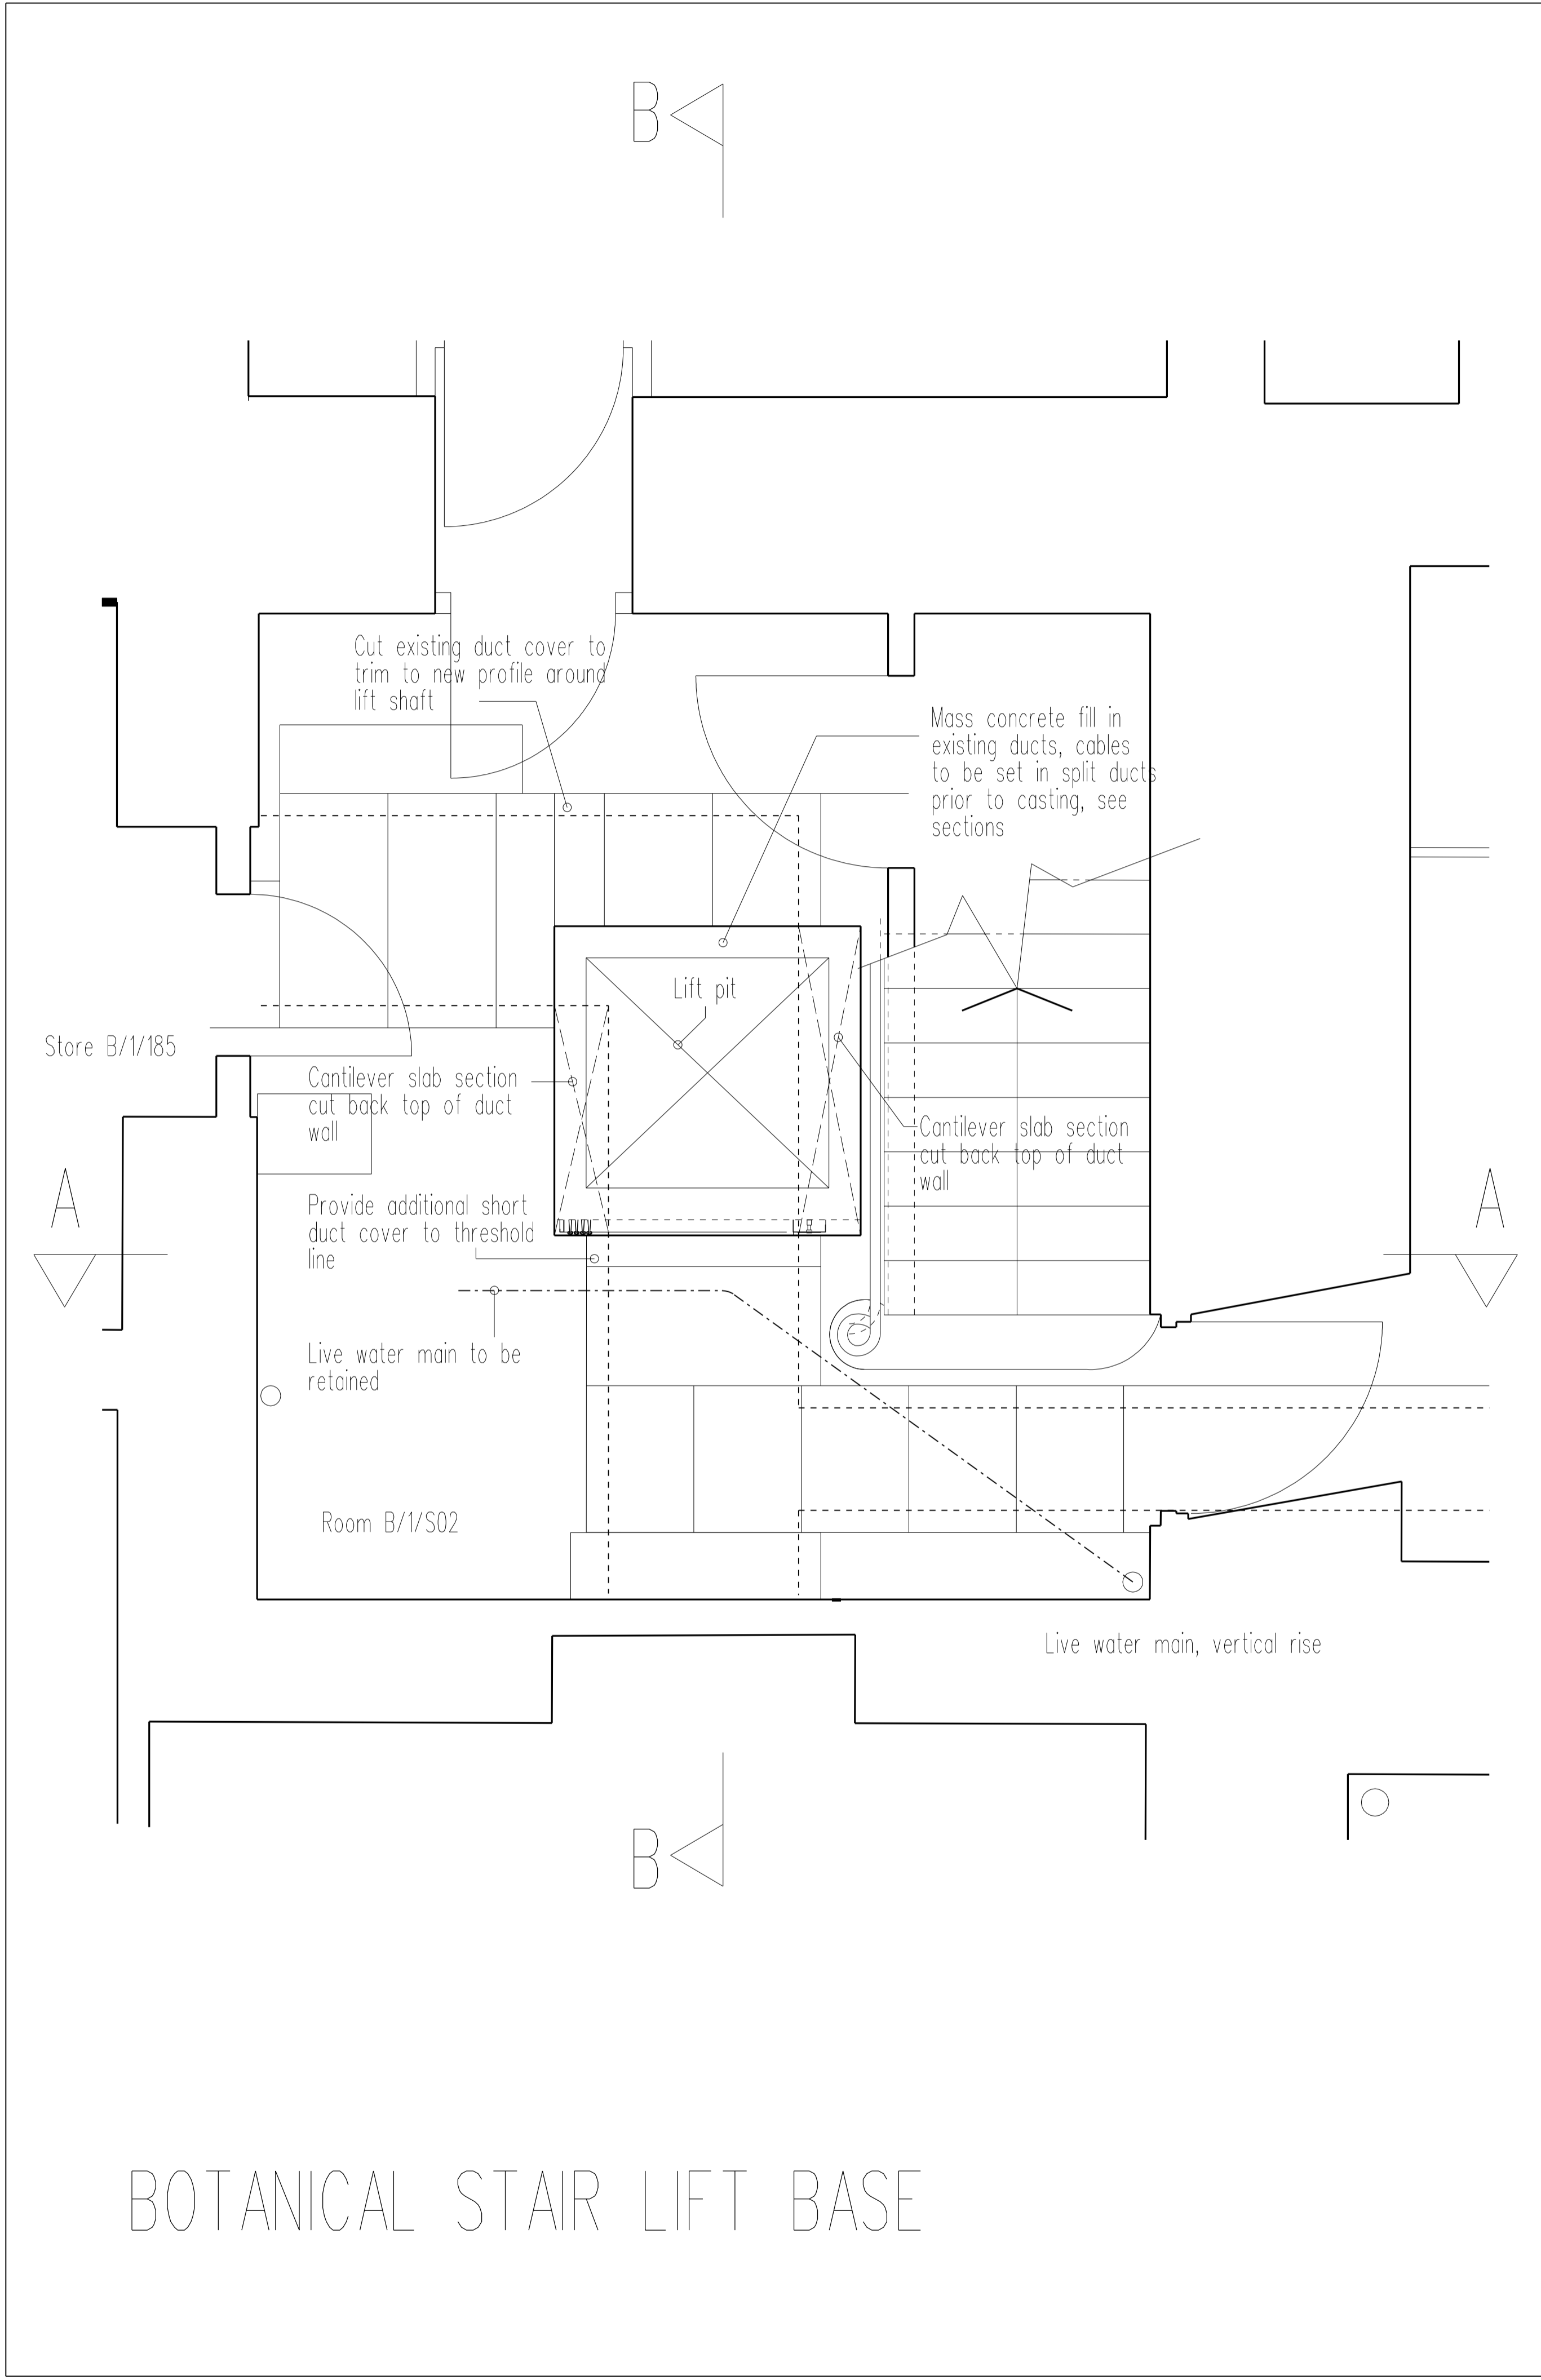 B
Cut existing duct cover to
trim to new profile around
lift shaft
Mass concrete fill in
existing ducts, cables
to be set in split ducts
prior to casting, see
sections
Lift pit
Store B/1/185
Cantilever slab section
cut back top of duct
wall
Cantilever slab section
cut back top of duct
wall
A
A
Provide additional short
duct cover to threshold
line
Live water main to be
retained
Room B/1/S02
Live water main, vertical rise
B
BOTANICAL STAIR LIFT BASE